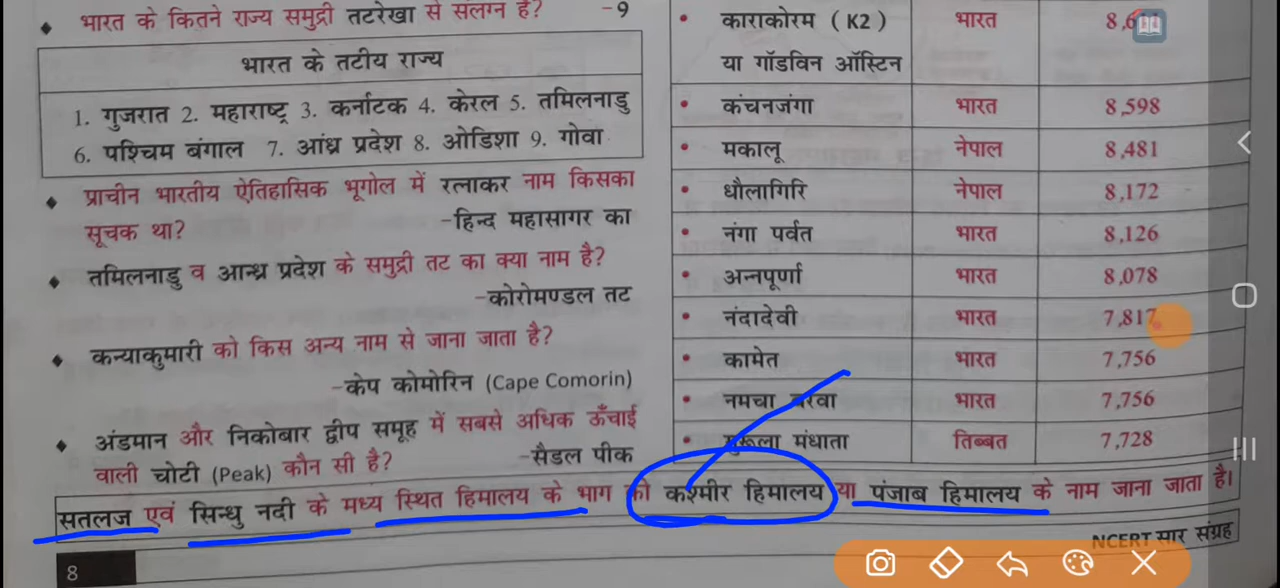 भारत के कितने राज्य समुद्री तटरेखा से संलग्न है? -9
भारत के तटीय राज्य
1. गुजरात 2. महाराष्ट्र 3. कर्नाटक 4. केरल 5. तमिलनाडु
6. पश्चिम बंगाल 7. आंध्र प्रदेश 8. ओडिशा 9. गोवा
प्राचीन भारतीय ऐतिहासिक भूगोल में रत्नाकर नाम किसका
सूचक था? -हिन्द महासागर का
तमिलनाडु व आन्ध्र प्रदेश के समुद्री तट का क्या नाम है?
-कोरोमण्डल तट
कन्याकुमारी को किस अन्य नाम से जाना जाता है?
-केप कोमोरिन (Cape Comorin)
अंडमान और निकोबार द्वीप समूह में सबसे अधिक ऊँचाई
वाली चोटी (Peak) कौन सी है? -सैडल पीक
काराकोरम (K2) भारत
या गॉडविन ऑस्टिन
कंचनजंगा भारत 8,598
मकालू नेपाल 8,481
धौलागिरि नेपाल 8,172
नंगा पर्वत भारत 8,126
अन्नपूर्णा भारत 8,078
नंदादेवी भारत 7,817
कामेत भारत 7,756
नमचा बरवा भारत 7,756
गुरूला मंधाता तिब्बत 7,728
सतलज एवं सिन्धु नदी के मध्य स्थित हिमालय के भाग को कश्मीर हिमालय या पंजाब हिमालय के नाम जाना जाता है।
8
NCERT सार संग्रह